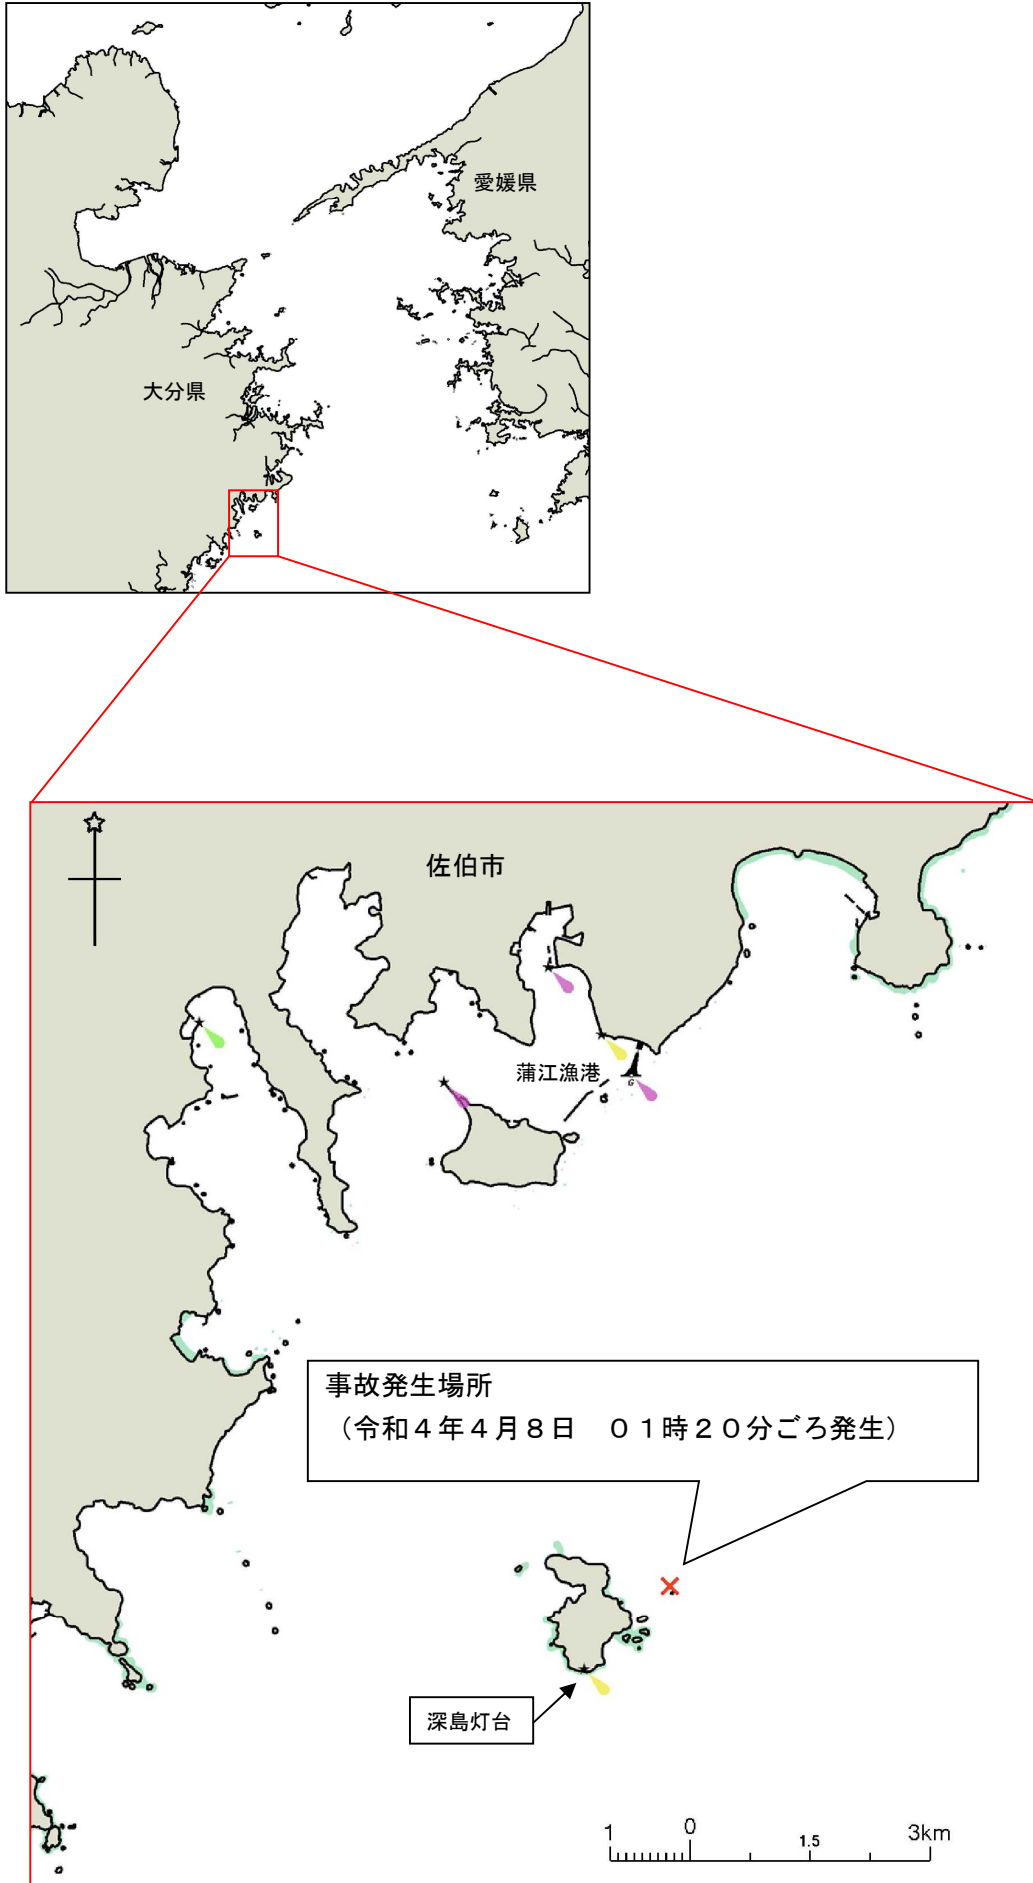 愛媛県
大分県
佐伯市
蒲江漁港
G
事故発生場所
（令和４年４月８日　０１時２０分ごろ発生）
深島灯台
1 0 1.5 3km